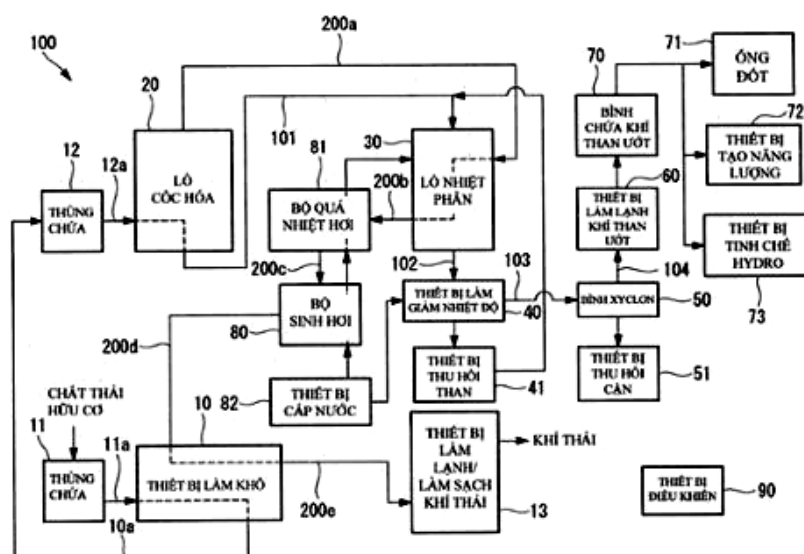 200a
100
20
101
30
70
71
ỐNG
ĐỐT
12
12a
THÙNG
CHỨA
LÒ
CỐC HÓA
81
BỘ QUÁ
NHIỆT HƠI
200b
LÒ NHIỆT
PHÂN
BÌNH
CHỨA KHÍ
THAN ƯỚT
72
THIẾT BỊ
TẠO NĂNG
LƯỢNG
60
THIẾT BỊ
LÀM LẠNH
KHÍ THAN
ƯỚT
THIẾT BỊ
TINH CHẾ
HYDRO
73
200c
102
103
104
BỘ
SINH HƠI
80
THIẾT BỊ LÀM
GIẢM NHIỆT ĐỘ
40
BÌNH XYCLON
50
200d
THIẾT BỊ
THU HỒI
THAN
41
THIẾT BỊ
THU HỒI
CẶN
51
82
THIẾT BỊ
CẤP NƯỚC
CHẤT THẢI
HỮU CƠ
11
11a
THÙNG
CHỨA
10
THIẾT BỊ LÀM KHÔ
10a
200e
THIẾT BỊ
LÀM
LẠNH/
LÀM SẠCH
KHÍ THẢI
13
KHÍ THẢI
THIẾT BỊ
ĐIỀU KHIỂN
90